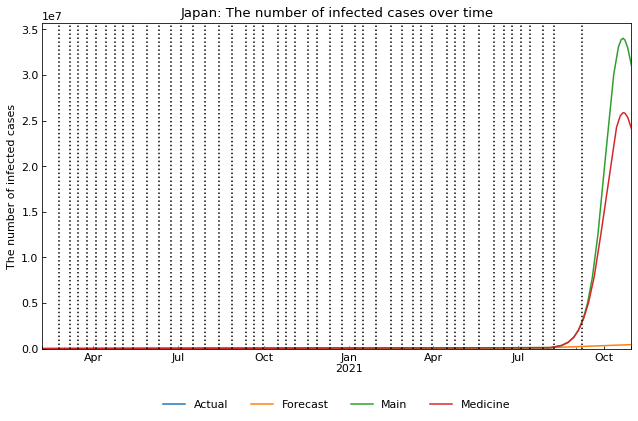 Japan: The number of infected cases over time
1e7
3.5
3.0
2.5
2.0
1.5
1.0
0.5
0.0
The number of infected cases
Apr Jul Oct Jan Apr Jul Oct
2021
Actual Forecast Main Medicine